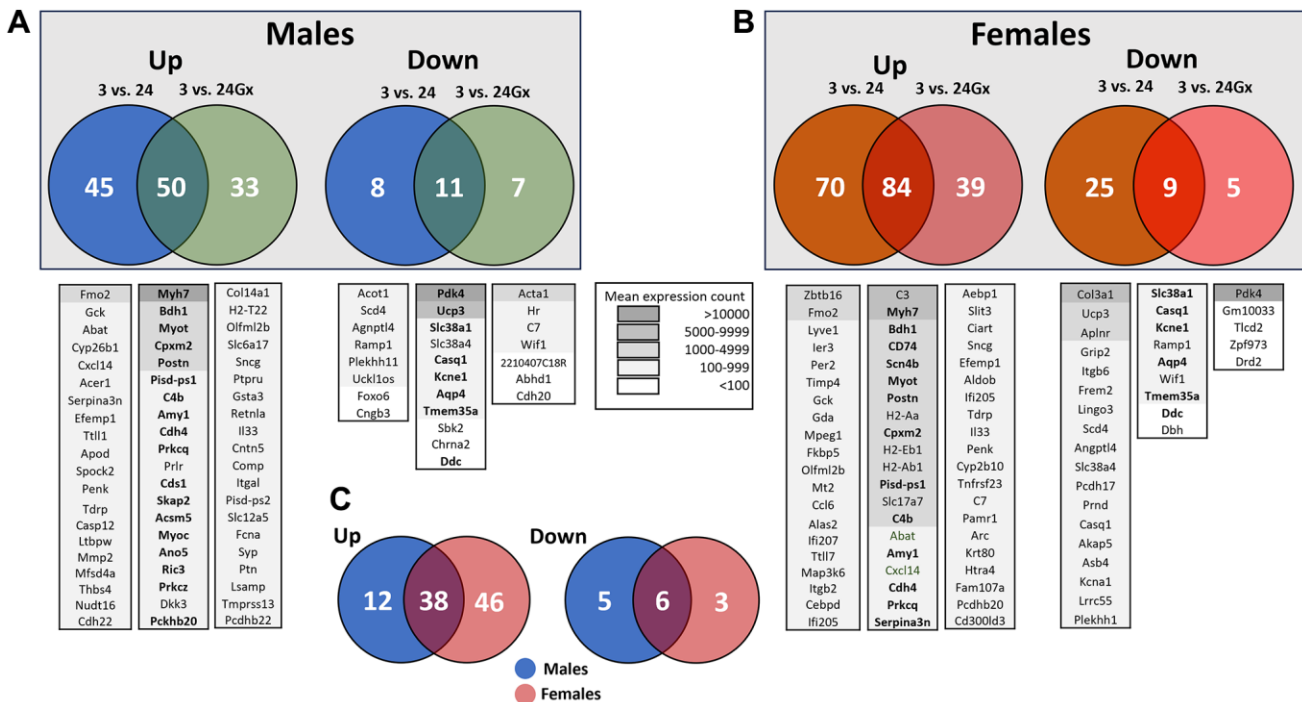 A
Males
Up
Down
3 vs. 24
3 vs. 24Gx
3 vs. 24
3 vs. 24Gx
45
50
33
8
11
7
Fmo2
Gck
Abat
Cyp26b1
Cxcl14
Acer1
Serpina3n
Efemp1
Ttll1
Apod
Spock2
Penk
Tdrp
Casp12
Ltbpw
Mmp2
Mfsd4a
Thbs4
Nudt16
Cdh22
Myh7
Bdh1
Myot
Cpxm2
Postn
Pisd-ps1
C4b
Amy1
Cdh4
Prkcq
Prlr
Cds1
Skap2
Acsm5
Myoc
Ano5
Ric3
Prkcz
Dkk3
Pckhb20
Col14a1
H2-T22
Olfml2b
Slc6a17
Sncg
Ptpru
Gsta3
Retnla
Il33
Cntn5
Comp
Itgal
Pisd-ps2
Slc12a5
Fcna
Syp
Ptn
Lsamp
Tmprss13
Pcdhb22
Acot1
Scd4
Agnptl4
Ramp1
Plekhh11
Uckl1os
Foxo6
Cngb3
Pdk4
Ucp3
Slc38a1
Slc38a4
Casq1
Kcne1
Aqp4
Tmem35a
Sbk2
Chrna2
Ddc
Acta1
Hr
C7
Wif1
2210407C18R
Abhd1
Cdh20
Mean expression count
>10000
5000-9999
1000-4999
100-999
<100
B
Females
Up
Down
3 vs. 24
3 vs. 24Gx
3 vs. 24
3 vs. 24Gx
70
84
39
25
9
5
Zbtb16
Fmo2
Lyve1
Ier3
Per2
Timp4
Gck
Gda
Mpeg1
Fkbp5
Olfml2b
Mt2
Ccl6
Alas2
Ifi207
Ttll7
Map3k6
Itgb2
Cebpd
Ifi205
C3
Myh7
Bdh1
CD74
Scn4b
Myot
Postn
H2-Aa
Cpxm2
H2-Eb1
H2-Ab1
Pisd-ps1
Slc17a7
C4b
Abat
Amy1
Cxcl14
Cdh4
Prkcq
Serpina3n
Aebp1
Slit3
Ciart
Sncg
Efemp1
Aldob
Ifi205
Tdrp
Il33
Penk
Cyp2b10
Tnfrsf23
C7
Pamr1
Arc
Krt80
Htra4
Fam107a
Pcdhb20
Cd300ld3
Col3a1
Ucp3
Aplnr
Grip2
Itgb6
Frem2
Lingo3
Scd4
Angptl4
Slc38a4
Pcdh17
Prnd
Casq1
Akap5
Asb4
Kcna1
Lrrc55
Plekhh1
Slc38a1
Casq1
Kcne1
Ramp1
Aqp4
Wif1
Tmem35a
Ddc
Dbh
Pdk4
Gm10033
Tlcd2
Zpf973
Drd2
C
Up
Down
12
38
46
5
6
3
Males
Females